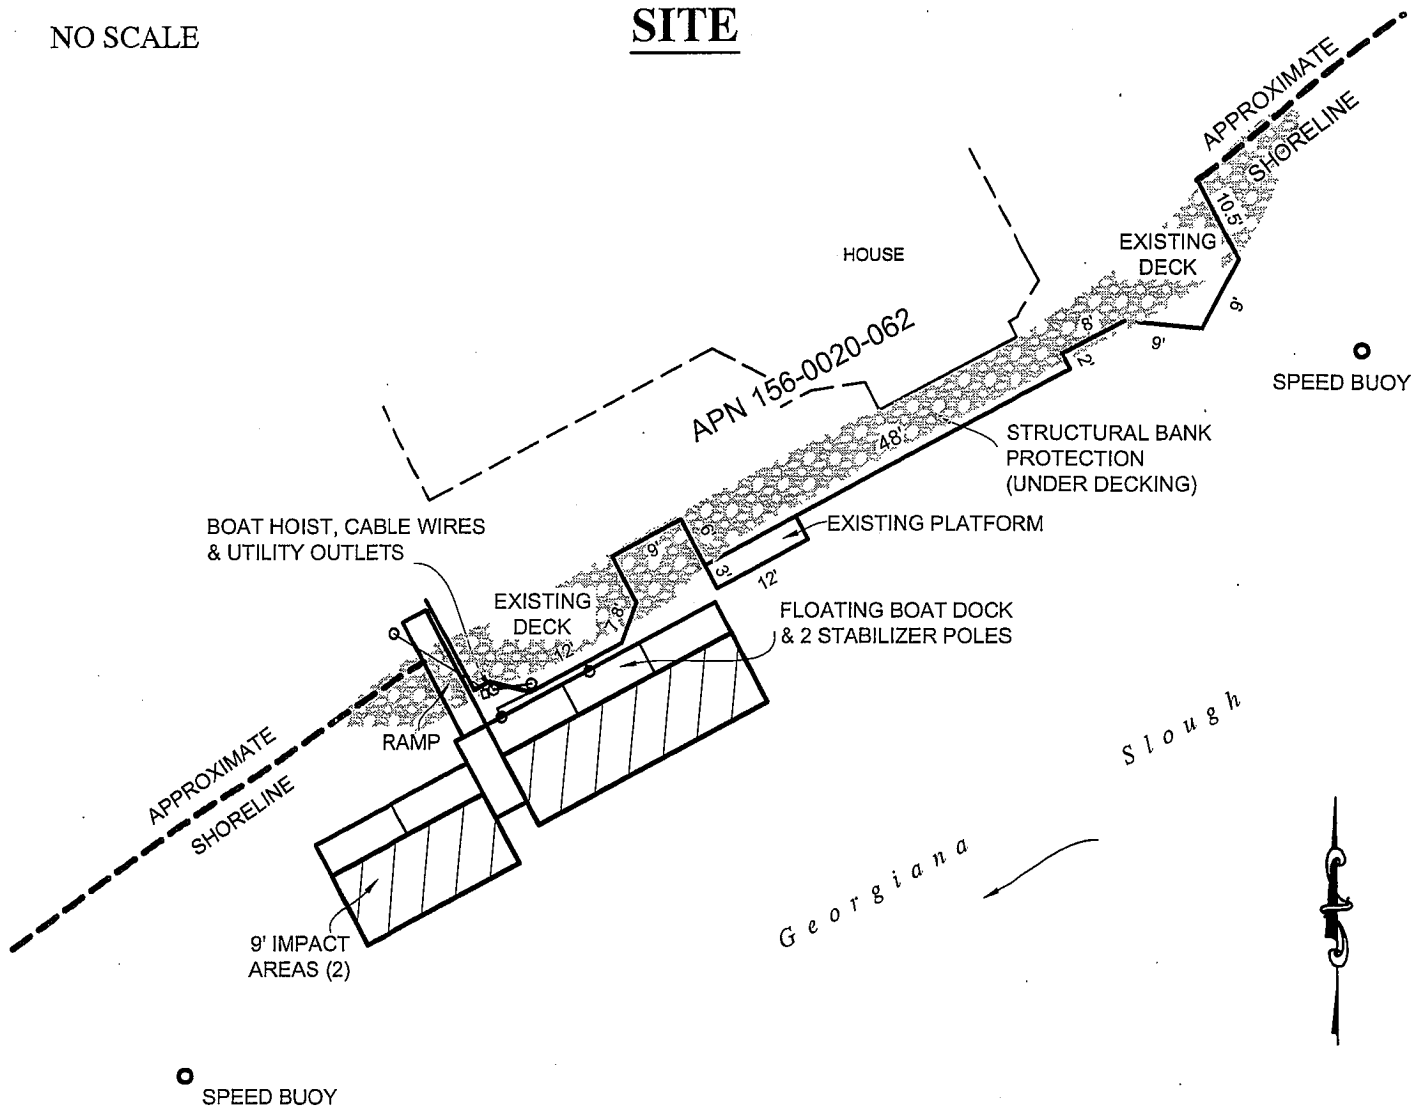 NO SCALE
SITE
APPROXIMATE
SHORELINE
10.5'
EXISTING
DECK
9'
9'
8'
2'
HOUSE
APN 156-0020-062
SPEED BUOY
48'
STRUCTURAL BANK
PROTECTION
(UNDER DECKING)
BOAT HOIST, CABLE WIRES
& UTILITY OUTLETS
EXISTING PLATFORM
9'
6'
3'
12'
EXISTING
DECK
7.8'
12'
FLOATING BOAT DOCK
& 2 STABILIZER POLES
RAMP
APPROXIMATE
SHORELINE
Georgiana Slough
9' IMPACT
AREAS (2)
SPEED BUOY